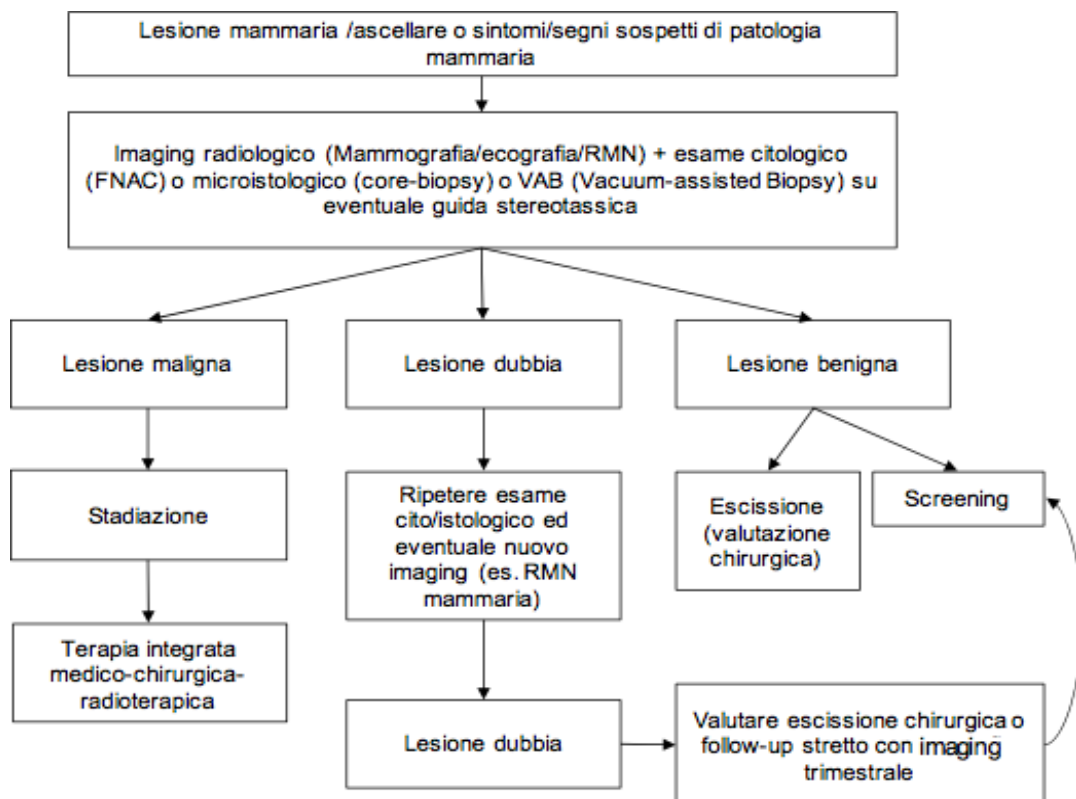 Lesione mammaria /ascellare o sintomi/segni sospetti di patologia
mammaria
Imaging radiologico (Mammografia/ecografia/RMN) + esame citologico
(FNAC) o microistologico (core-biopsy) o VAB (Vacuum-assisted Biopsy) su
eventuale guida stereotassica
Lesione maligna
Lesione dubbia
Lesione benigna
Stadiazione
Ripetere esame
cito/istologico ed
eventuale nuovo
imaging (es. RMN
mammaria)
Escissione
(valutazione
chirurgica)
Screening
Terapia integrata
medico-chirurgica-
radioterapica
Lesione dubbia
Valutare escissione chirurgica o
follow-up stretto con imaging
trimestrale